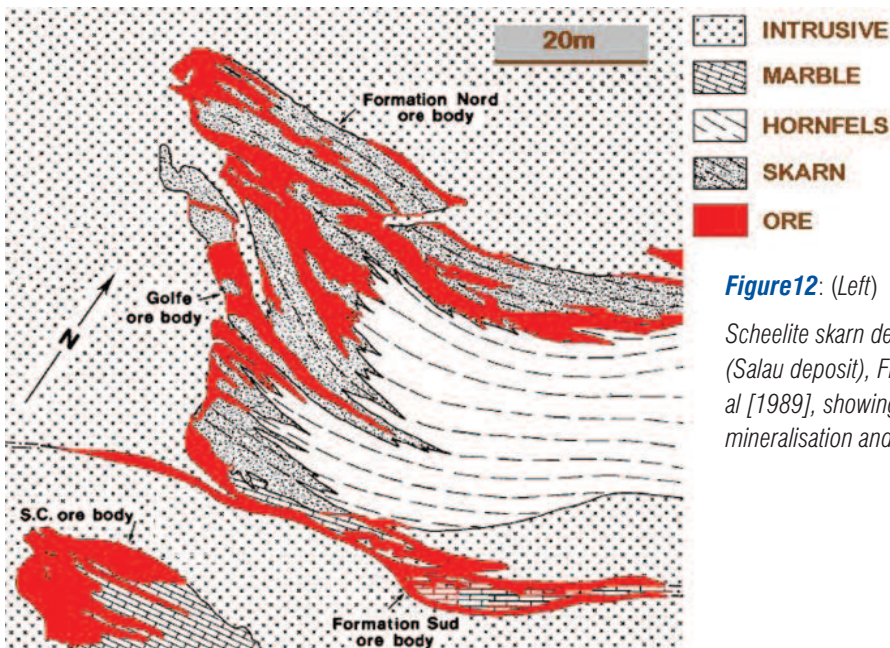 20m
Formation Nord
ore body
Golfe
ore body
N
S.C. ore body
Formation Sud
ore body
INTRUSIVE
MARBLE
HORNFELS
SKARN
ORE
Figure12: (Left)
Scheelite skarn de
(Salau deposit), F
al [1989], showing
mineralisation and